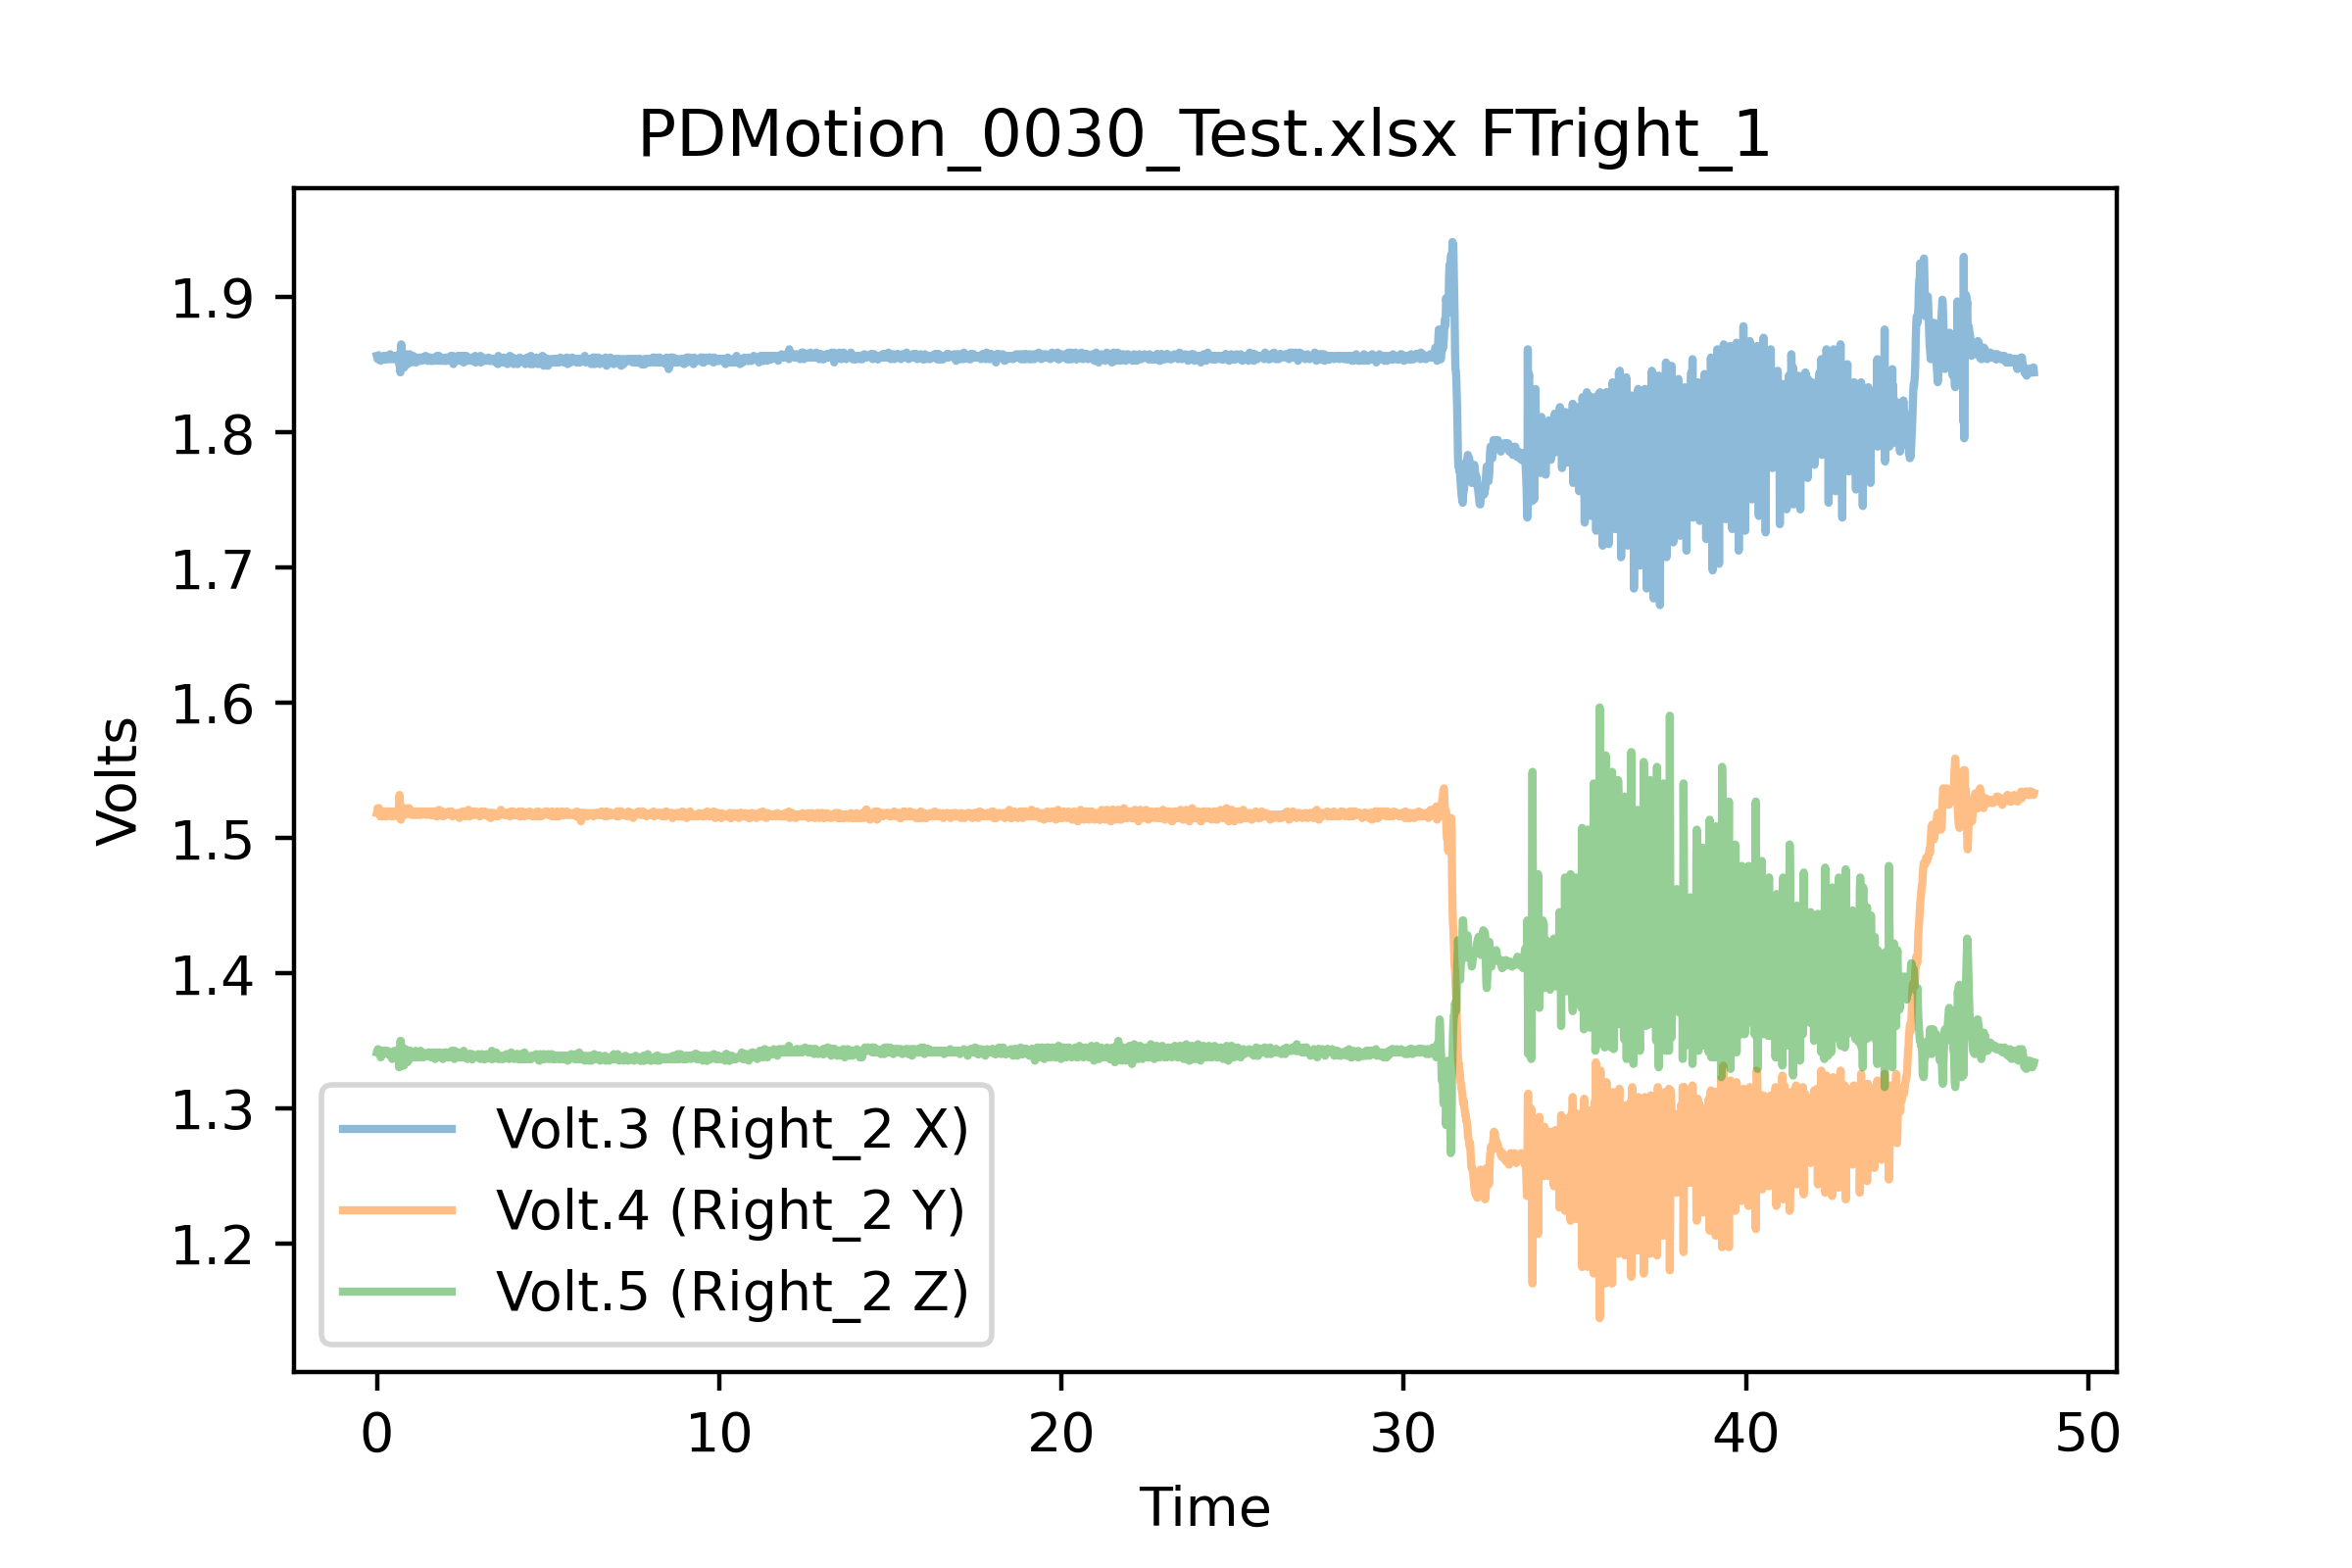 PDMotion_0030_Test.xlsx FTright_1
Volts
1.9
1.8
1.7
1.6
1.5
1.4
1.3
1.2
Volt.3 (Right_2 X)
Volt.4 (Right_2 Y)
Volt.5 (Right_2 Z)
0 10 20 30 40 50
Time